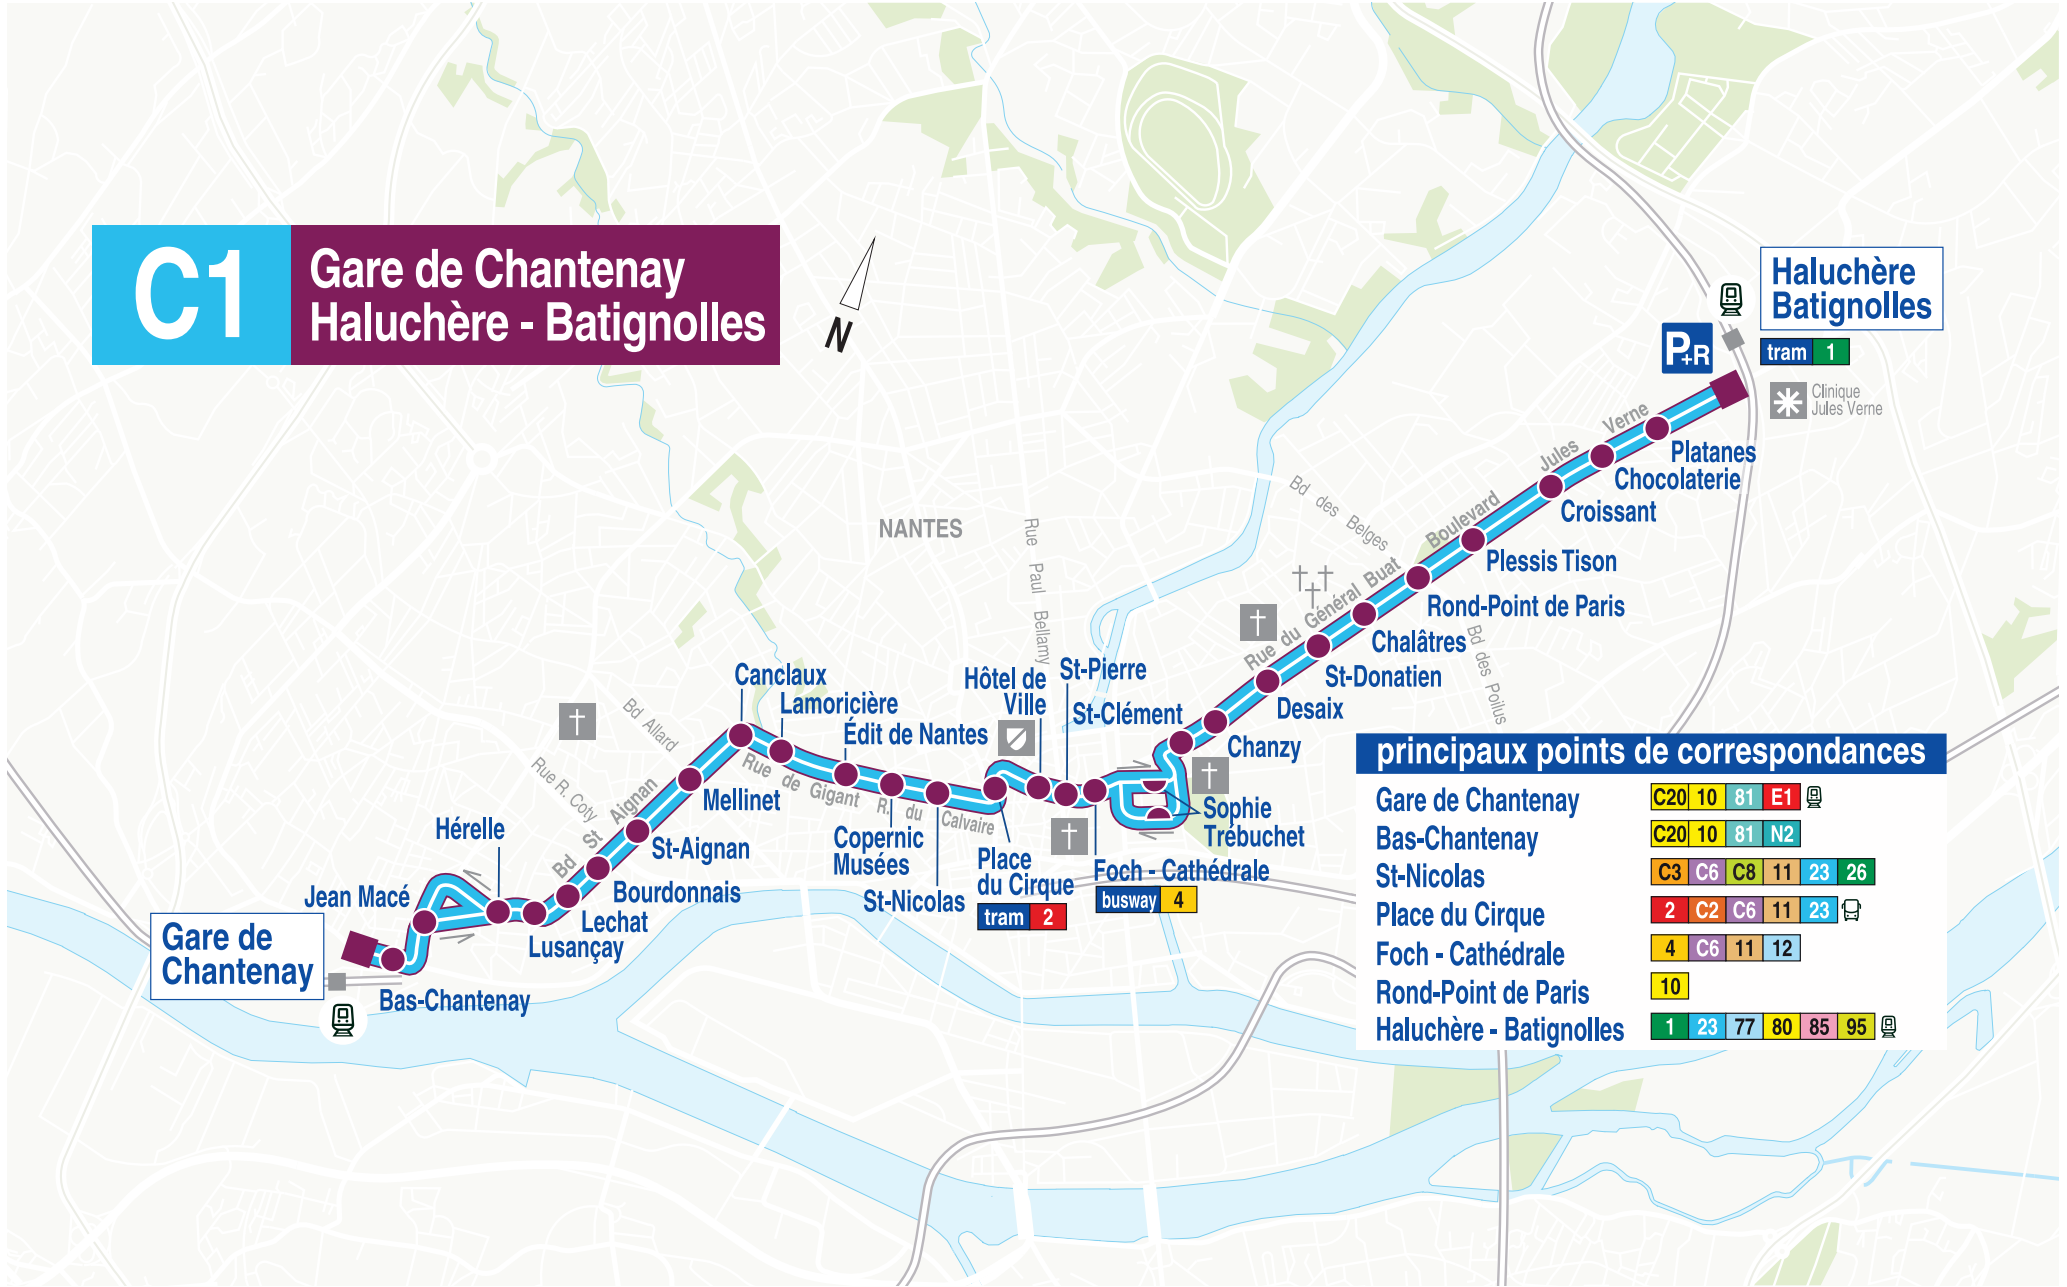 C1
Gare de Chantenay
Haluchère - Batignolles
N
Haluchère
Batignolles
P+R
tram 1
Clinique
Jules Verne
Platanes
Chocolaterie
Croissant
Plessis Tison
Rond-Point de Paris
Chalâtres
St-Donatien
Desaix
Chanzy
Boulevard Jules Verne
Bd des Belges
Rue du Général Buat
Bd des Poilus
NANTES
Rue Paul Bellamy
St-Pierre
Hôtel de
Ville
St-Clément
Sophie
Trébuchet
Foch - Cathédrale
busway 4
Place
du Cirque
tram 2
Canclaux
Lamoricière
Édit de Nantes
Rue de Gigant
R. du Calvaire
Copernic
Musées
St-Nicolas
Bd Allard
Rue R. Coty
Bd St Aignan
Mellinet
St-Aignan
Bourdonnais
Lechat
Lusançay
Hérelle
Jean Macé
Gare de
Chantenay
Bas-Chantenay
principaux points de correspondances
Gare de Chantenay C20 10 81 E1
Bas-Chantenay C20 10 81 N2
St-Nicolas C3 C6 C8 11 23 26
Place du Cirque 2 C2 C6 11 23
Foch - Cathédrale 4 C6 11 12
Rond-Point de Paris 10
Haluchère - Batignolles 1 23 77 80 85 95